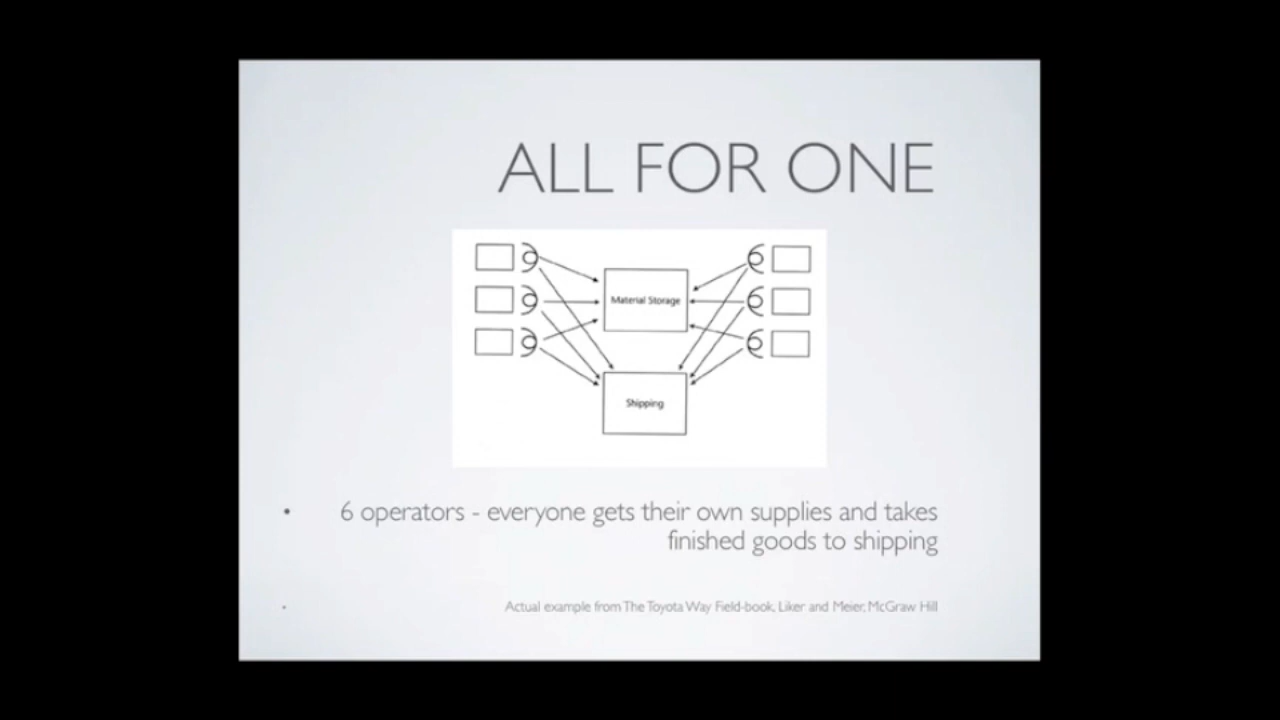 ALL FOR ONE
Material Storage
Shipping
• 6 operators - everyone gets their own supplies and takes
finished goods to shipping
• Actual example from The Toyota Way Field-book, Liker and Meier, McGraw Hill